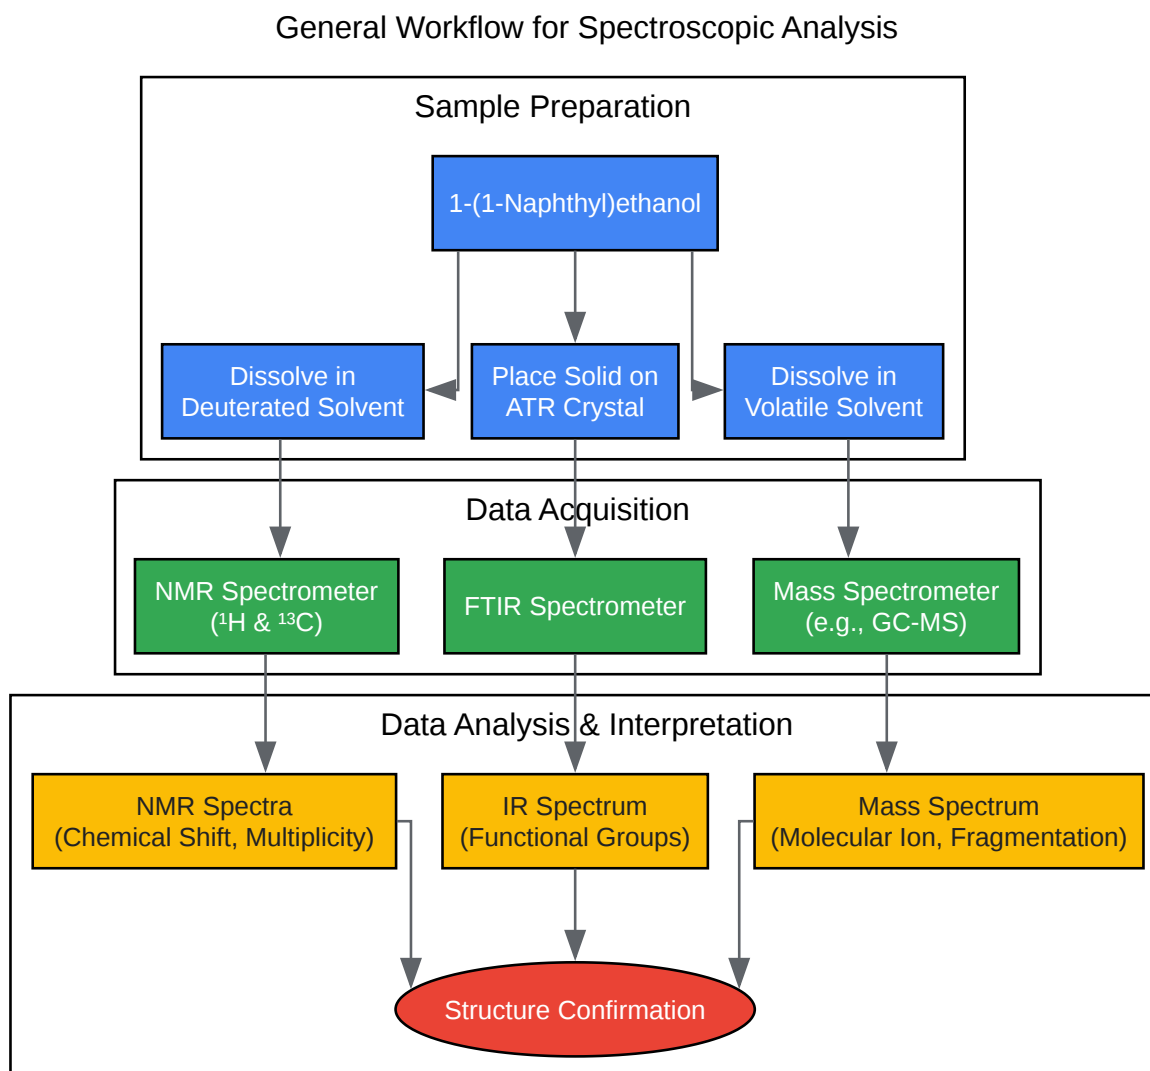 General Workflow for Spectroscopic Analysis
Sample Preparation
1-(1-Naphthyl)ethanol
Dissolve in
Deuterated Solvent
Place Solid on
ATR Crystal
Dissolve in
Volatile Solvent
Data Acquisition
NMR Spectrometer
(¹H & ¹³C)
FTIR Spectrometer
Mass Spectrometer
(e.g., GC-MS)
Data Analysis & Interpretation
NMR Spectra
(Chemical Shift, Multiplicity)
IR Spectrum
(Functional Groups)
Mass Spectrum
(Molecular Ion, Fragmentation)
Structure Confirmation